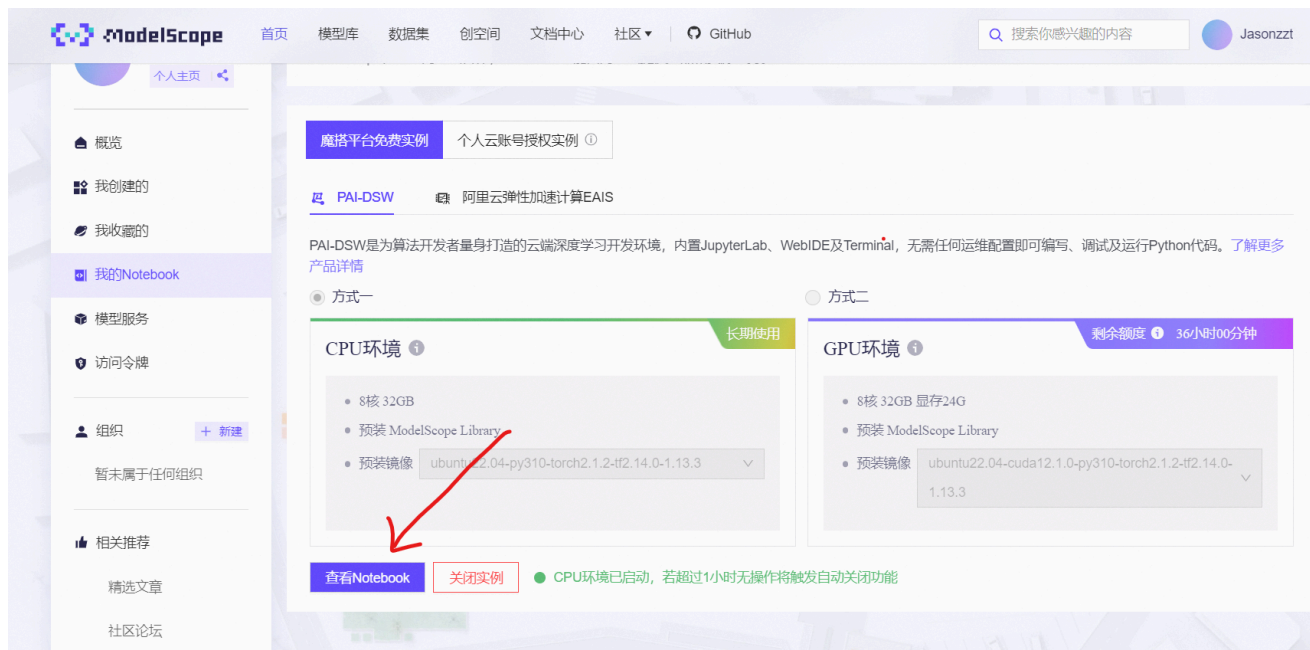 ModelScope
首页
模型库
数据集
创空间
文档中心
社区
GitHub
搜索你感兴趣的内容
Jasonzzt
个人主页
概览
我创建的
我收藏的
我的Notebook
模型服务
访问令牌
组织
+ 新建
暂未属于任何组织
相关推荐
精选文章
社区论坛
魔搭平台免费实例
个人云账号授权实例
PAI-DSW
阿里云弹性加速计算EAIS
PAI-DSW是为算法开发者量身打造的云端深度学习开发环境，内置JupyterLab、WebIDE及Terminal，无需任何运维配置即可编写、调试及运行Python代码。了解更多
产品详情
方式一
长期使用
CPU环境
8核 32GB
预装 ModelScope Library
预装镜像 ubuntu22.04-py310-torch2.1.2-tf2.14.0-1.13.3
方式二
剩余额度 36小时00分钟
GPU环境
8核 32GB 显存24G
预装 ModelScope Library
预装镜像 ubuntu22.04-cuda12.1.0-py310-torch2.1.2-tf2.14.0-
1.13.3
查看Notebook
关闭实例
CPU环境已启动，若超过1小时无操作将触发自动关闭功能